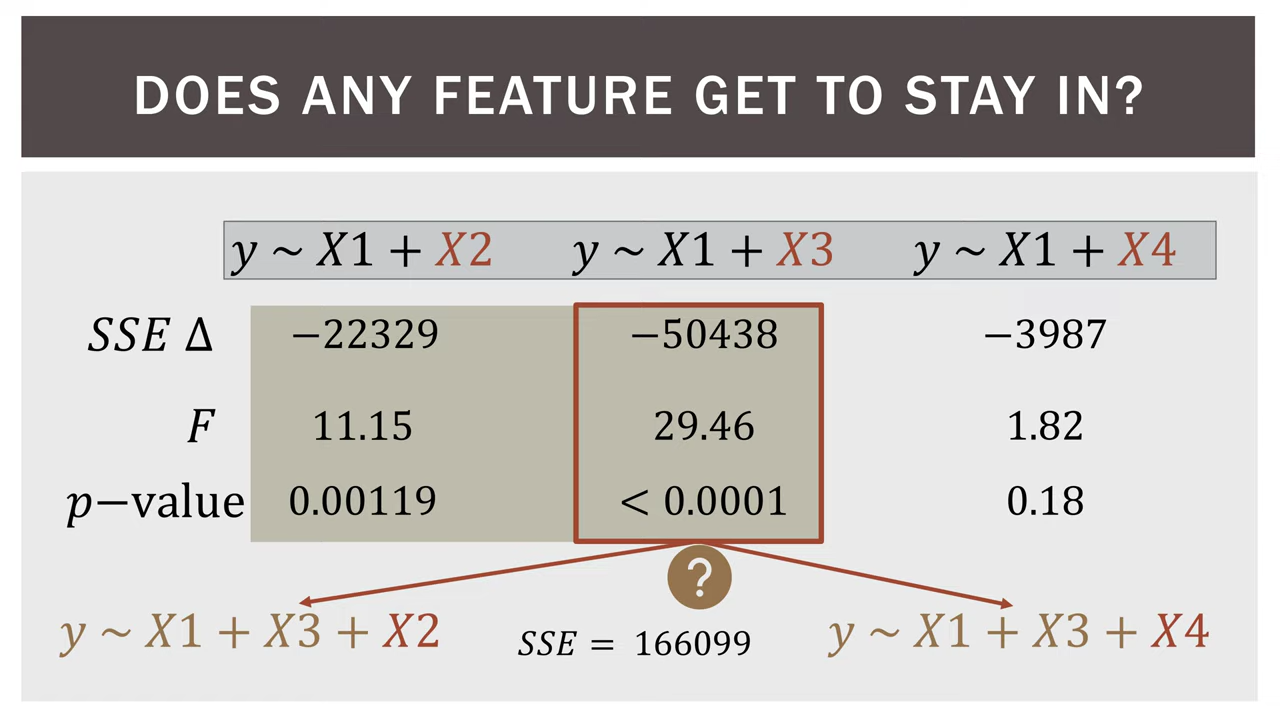 DOES ANY FEATURE GET TO STAY IN?
y ~ X1 + X2 y ~ X1 + X3 y ~ X1 + X4
SSE Δ −22329 −50438 −3987
F 11.15 29.46 1.82
p−value 0.00119 < 0.0001 0.18
?
y ~ X1 + X3 + X2 SSE = 166099 y ~ X1 + X3 + X4